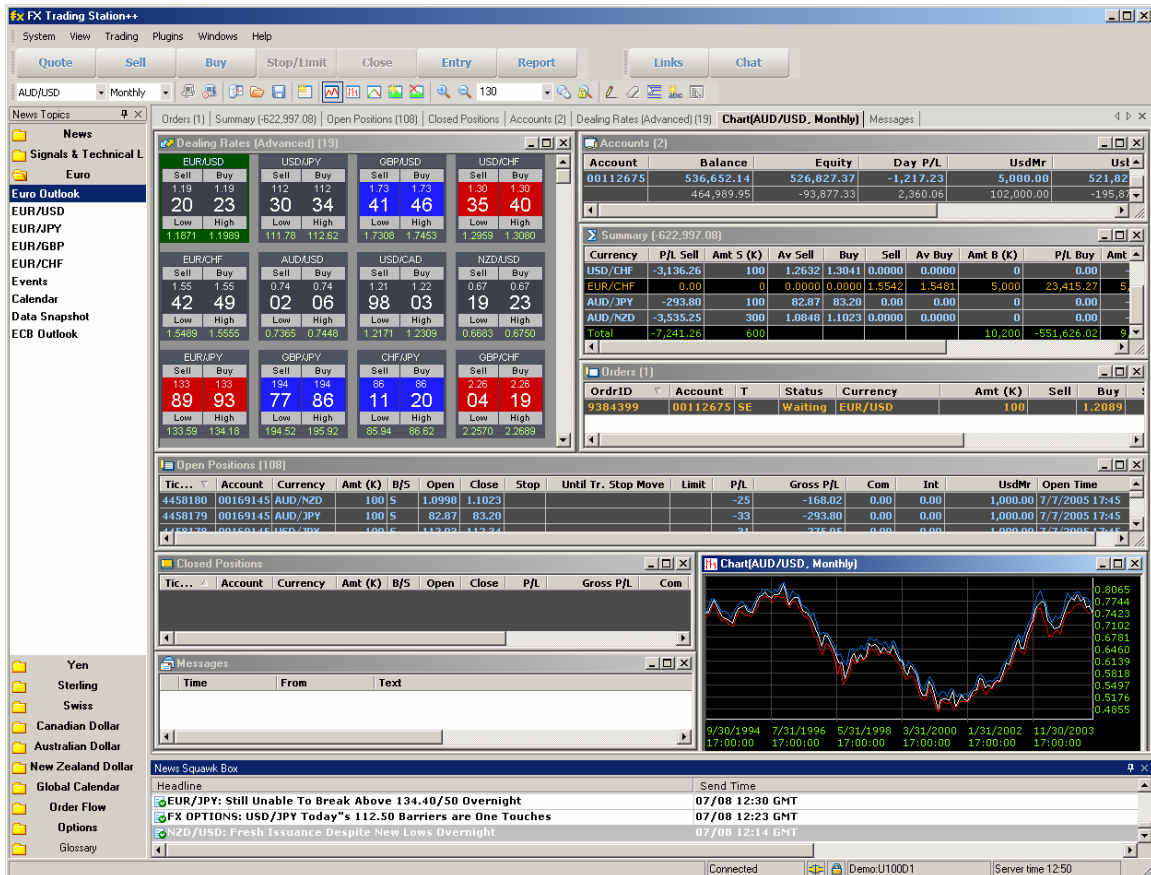 FX Trading Station++
System View Trading Plugins Windows Help
Quote Sell Buy Stop/Limit Close Entry Report Links Chat
AUD/USD Monthly 130
News Topics
News
Signals & Technical L
Euro
Euro Outlook
EUR/USD
EUR/JPY
EUR/GBP
EUR/CHF
Events
Calendar
Data Snapshot
ECB Outlook
Yen
Sterling
Swiss
Canadian Dollar
Australian Dollar
New Zealand Dollar
Global Calendar
Order Flow
Options
Glossary
Orders (1) Summary (-622,997.08) Open Positions (108) Closed Positions Accounts (2) Dealing Rates (Advanced) (19) Chart(AUD/USD, Monthly) Messages
Dealing Rates (Advanced) (19)
EUR/USD USD/JPY GBP/USD USD/CHF
Sell Buy Sell Buy Sell Buy Sell Buy
1.19 1.19 112 112 1.73 1.73 1.30 1.30
20 23 30 34 41 46 35 40
Low High Low High Low High Low High
1.1871 1.1989 111.78 112.62 1.7308 1.7453 1.2959 1.3080
EUR/CHF AUD/USD USD/CAD NZD/USD
Sell Buy Sell Buy Sell Buy Sell Buy
1.55 1.55 0.74 0.74 1.21 1.22 0.67 0.67
42 49 02 06 98 03 19 23
Low High Low High Low High Low High
1.5489 1.5555 0.7365 0.7448 1.2171 1.2309 0.6683 0.6750
EUR/JPY GBP/JPY CHF/JPY GBP/CHF
Sell Buy Sell Buy Sell Buy Sell Buy
133 133 194 194 86 86 2.26 2.26
89 93 77 86 11 20 04 19
Low High Low High Low High Low High
133.59 134.18 194.52 195.92 85.94 86.62 2.2570 2.2689
Accounts (2)
Account Balance Equity Day P/L UsdMr
00112675 536,652.14 526,827.37 -1,217.23 5,000.00 521,82
464,989.95 -93,877.33 2,360.06 102,000.00 -195,87
Summary (-622,997.08)
Currency P/L Sell Amt S (K) Av Sell Buy Sell Av Buy Amt B (K) P/L Buy Amt
USD/CHF -3,136.26 100 1.2632 1.3041 0.0000 0.0000 0 0.00 -
EUR/CHF 0.00 0 0.0000 0.0000 1.5542 1.5481 5,000 23,415.27 5,
AUD/JPY -293.80 100 82.87 83.20 0.00 0.00 0 0.00 -
AUD/NZD -3,535.25 300 1.0848 1.1023 0.0000 0.0000 0 0.00 -
Total -7,241.26 600 10,200 -551,626.02 9,
Orders (1)
OrdrID Account T Status Currency Amt (K) Sell Buy
9384399 00112675 SE Waiting EUR/USD 100 1.2089
Open Positions (108)
Tic... Account Currency Amt (K) B/S Open Close Stop Until Tr. Stop Move Limit P/L Gross P/L Com Int UsdMr Open Time
4458180 00169145 AUD/NZD 100 S 1.0998 1.1023 -25 -168.02 0.00 0.00 1,000.00 7/7/2005 17:45
4458179 00169145 AUD/JPY 100 S 82.87 83.20 -33 -293.80 0.00 0.00 1,000.00 7/7/2005 17:45
Closed Positions
Tic... Account Currency Amt (K) B/S Open Close P/L Gross P/L Com
Messages
Time From Text
Chart(AUD/USD, Monthly)
0.8065
0.7744
0.7423
0.7102
0.6781
0.6460
0.6139
0.5818
0.5497
0.5176
0.4855
9/30/1994 7/31/1996 5/31/1998 3/31/2000 1/31/2002 11/30/2003
17:00:00 17:00:00 17:00:00 17:00:00 17:00:00 17:00:00
News Squawk Box
Headline Send Time
EUR/JPY: Still Unable To Break Above 134.40/50 Overnight 07/08 12:30 GMT
FX OPTIONS: USD/JPY Today"s 112.50 Barriers are One Touches 07/08 12:23 GMT
NZD/USD: Fresh Issuance Despite New Lows Overnight 07/08 12:14 GMT
Connected Demo:U100D1 Server time 12:50